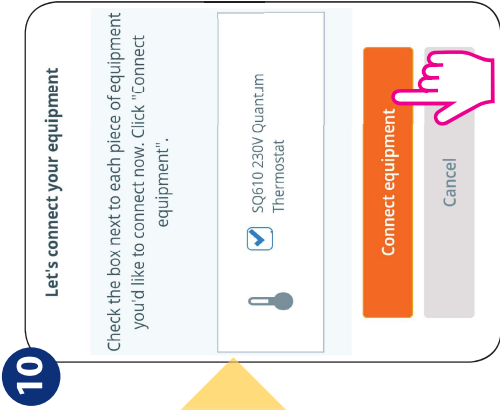 10
Let's connect your equipment
Check the box next to each piece of equipment
you'd like to connect now. Click "Connect
equipment".
SQ610 230V Quantum
Thermostat
Connect equipment
Cancel